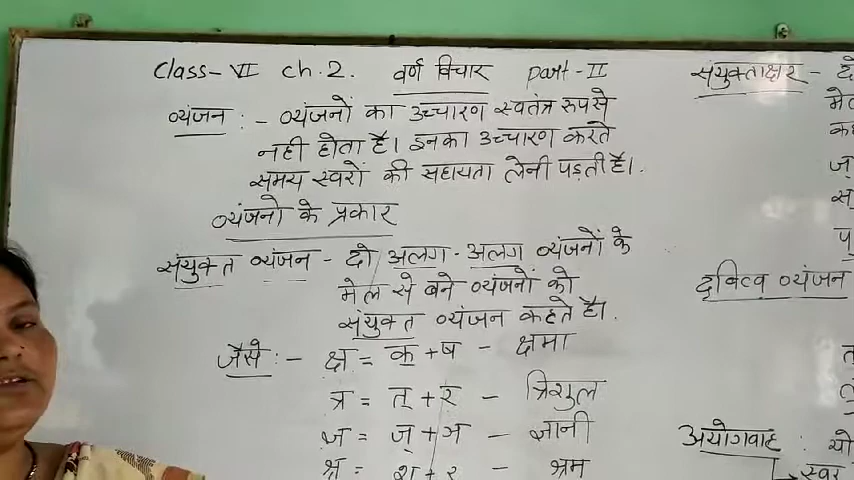 Class- VI ch. 2. वर्ण विचार part - II
व्यंजन :- व्यंजनों का उच्चारण स्वतंत्र रूप से
नही होता है। इनका उच्चारण करते
समय स्वरों की सहायता लेनी पड़ती है।
व्यंजनो के प्रकार
संयुक्त व्यंजन - दो अलग-अलग व्यंजनों के
मेल से बने व्यंजनों को
संयुक्त व्यंजन कहते है।
जैसे :- क्ष = क् + ष - क्षमा
त्र = त् + र - त्रिशुल
ज्ञ = ज् + ञ - ज्ञानी
श्र = श + र - श्रम
संयुक्ताक्षर -
द्वित्व व्यंजन
अयोगवाह :
स्वर